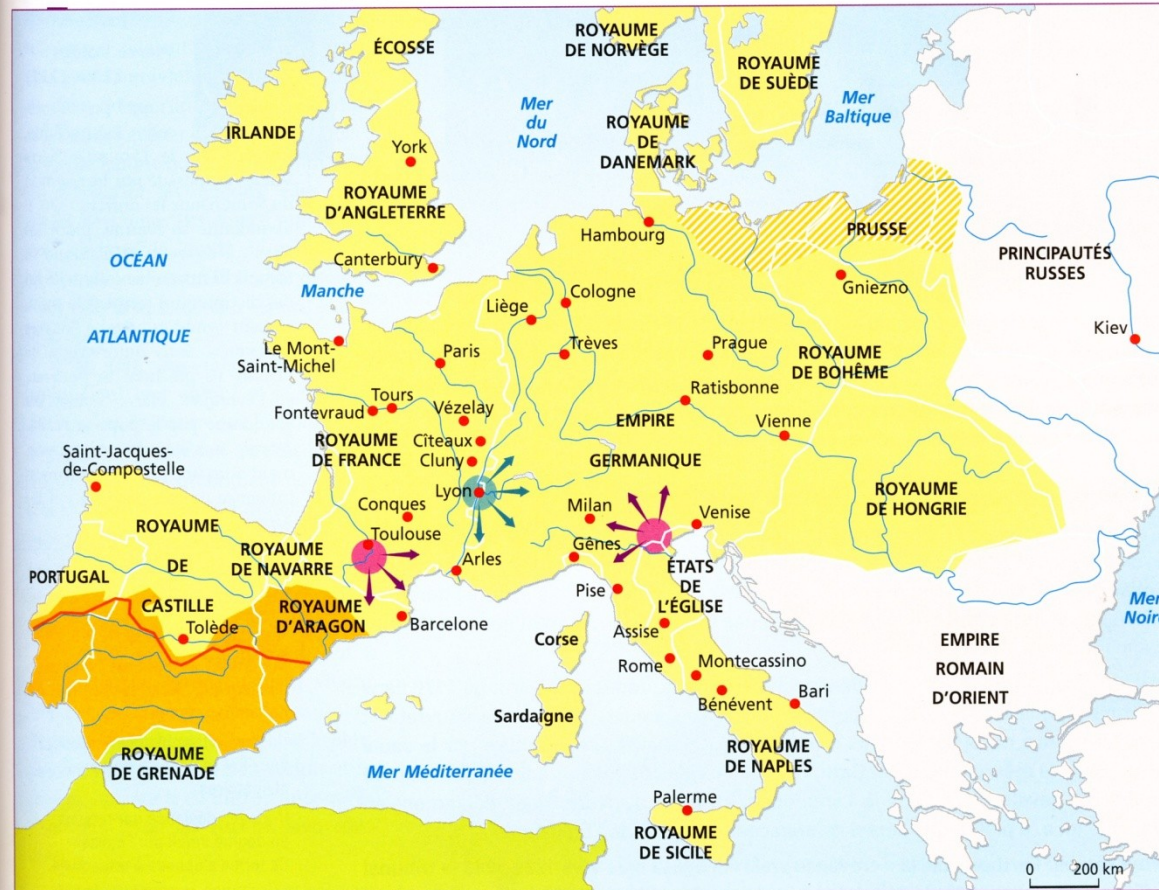 ROYAUME
DE NORVÈGE
ÉCOSSE
ROYAUME
DE SUÈDE
Mer
du
Nord
Mer
Baltique
IRLANDE
ROYAUME
DE
DANEMARK
York
ROYAUME
D'ANGLETERRE
Hambourg
PRUSSE
PRINCIPAUTÉS
RUSSES
OCÉAN
ATLANTIQUE
Canterbury
Manche
Gniezno
Liège
Cologne
Kiev
Le Mont-
Saint-Michel
Paris
Trèves
Prague
ROYAUME
DE BOHÊME
Tours
Fontevraud
Vézelay
Ratisbonne
EMPIRE
GERMANIQUE
Vienne
ROYAUME
DE FRANCE
Cîteaux
Cluny
Saint-Jacques-
de-Compostelle
Lyon
ROYAUME
DE HONGRIE
Conques
Milan
Venise
ROYAUME
DE
CASTILLE
Toulouse
ROYAUME
DE NAVARRE
Gênes
Arles
ÉTATS
DE
L'ÉGLISE
PORTUGAL
ROYAUME
D'ARAGON
Pise
Mer
Noire
Tolède
Barcelone
Corse
Assise
EMPIRE
ROMAIN
D'ORIENT
Rome
Montecassino
Bénévent
Bari
Sardaigne
ROYAUME
DE GRENADE
Mer Méditerranée
ROYAUME
DE NAPLES
Palerme
ROYAUME
DE SICILE
0 200 km